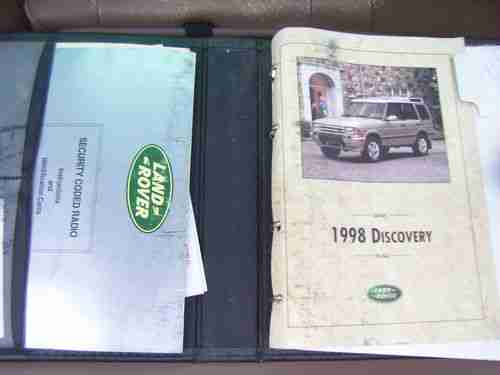 SECURITY CODED RADIO
Instructions
and
Identification Cards
LAND
ROVER
1998 DISCOVERY
LAND
ROVER